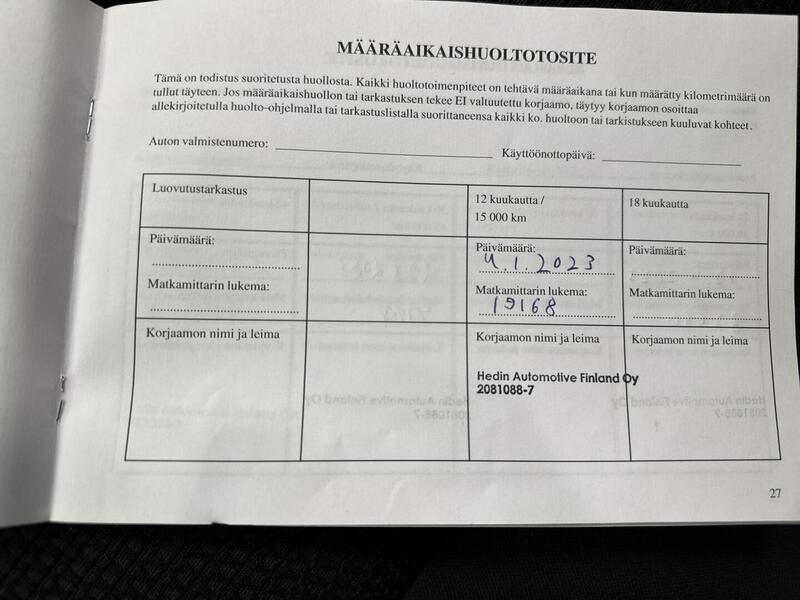 MÄÄRÄAIKAISHUOLTOTOSITE
Tämä on todistus suoritetusta huollosta. Kaikki huoltotoimenpiteet on tehtävä määräaikana tai kun määrätty kilometrimäärä on
tullut täyteen. Jos määräaikaishuollon tai tarkastuksen tekee EI valtuutettu korjaamo, täytyy korjaamon osoittaa
allekirjoitetulla huolto-ohjelmalla tai tarkastuslistalla suorittaneensa kaikki ko. huoltoon tai tarkistukseen kuuluvat kohteet.
Auton valmistenumero: Käyttöönottopäivä:
Luovutustarkastus
Päivämäärä:
Matkamittarin lukema:
Korjaamon nimi ja leima
12 kuukautta /
15 000 km
Päivämäärä:
4.1.2023
Matkamittarin lukema:
19168
Korjaamon nimi ja leima
Hedin Automotive Finland Oy
2081088-7
18 kuukautta
Päivämäärä:
Matkamittarin lukema:
Korjaamon nimi ja leima
27